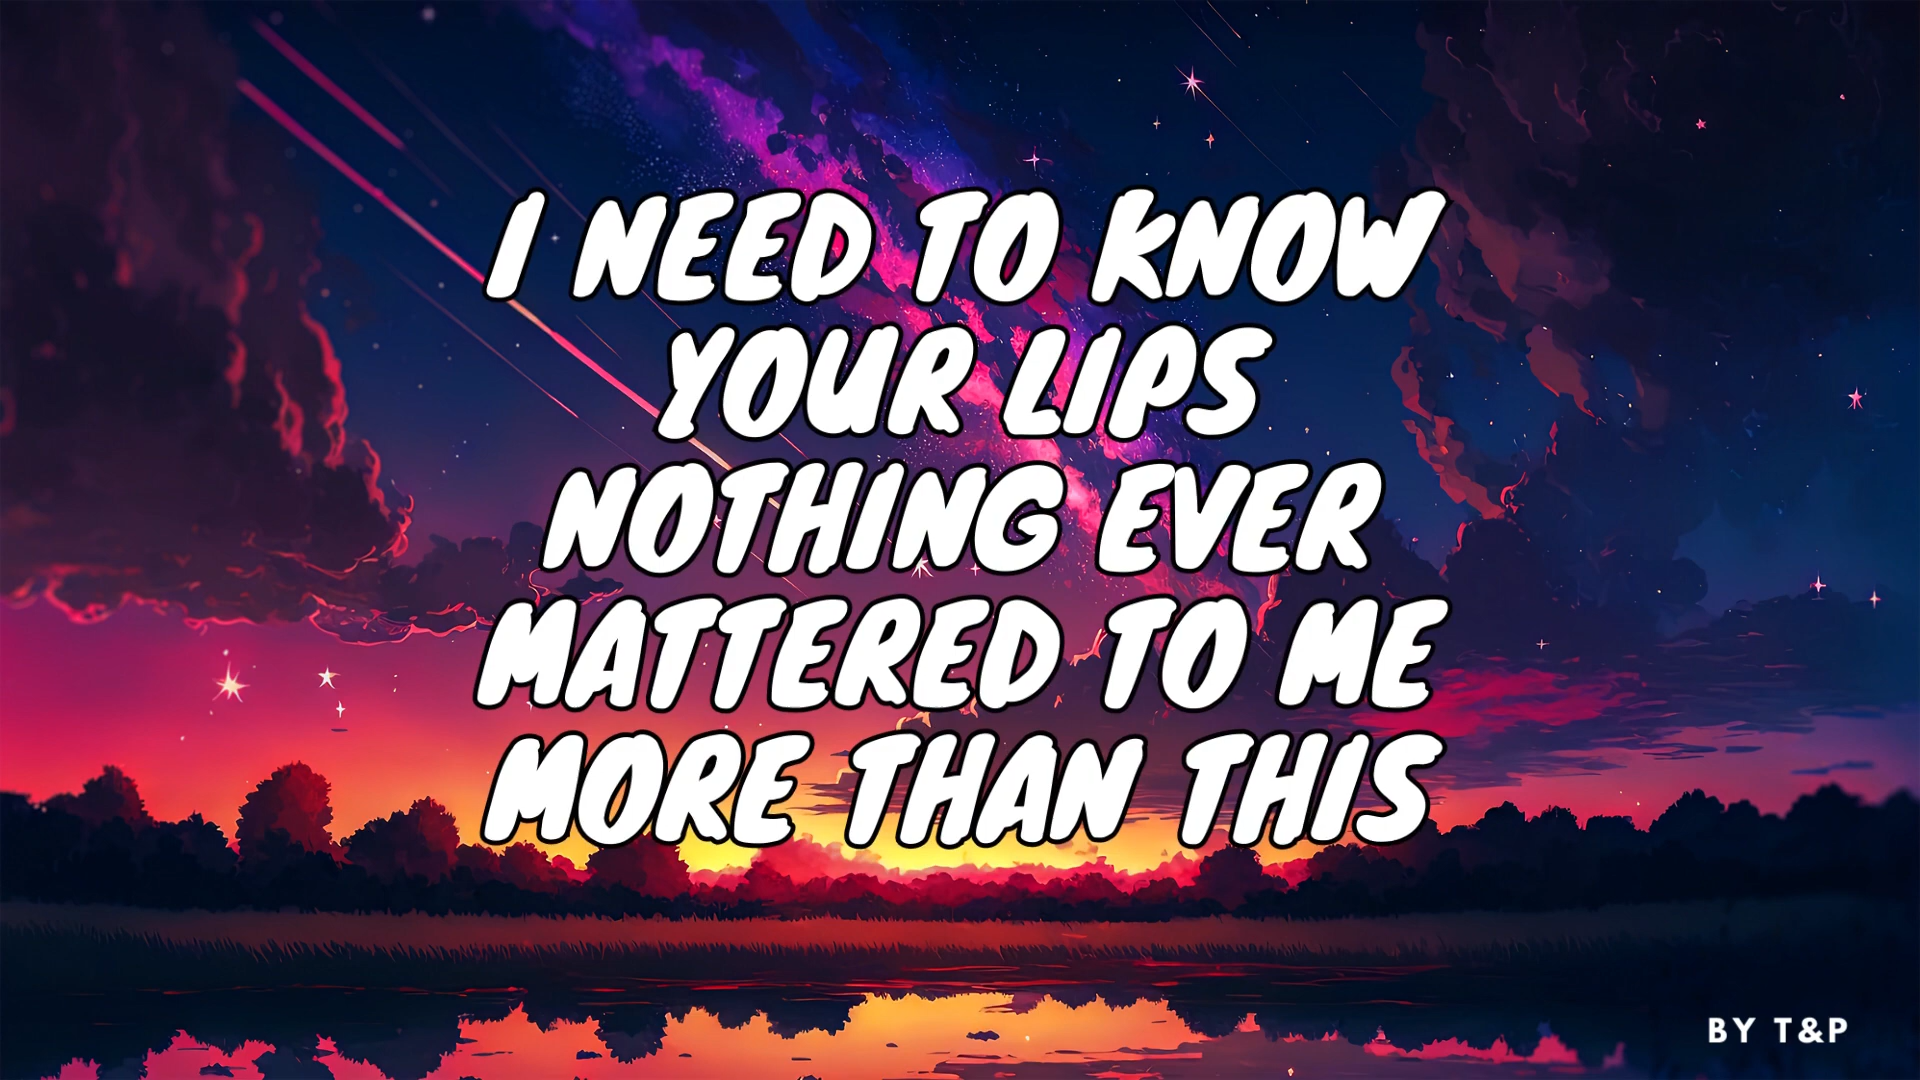 I NEED TO KNOW
YOUR LIPS
NOTHING EVER
MATTERED TO ME
MORE THAN THIS
BY T&P